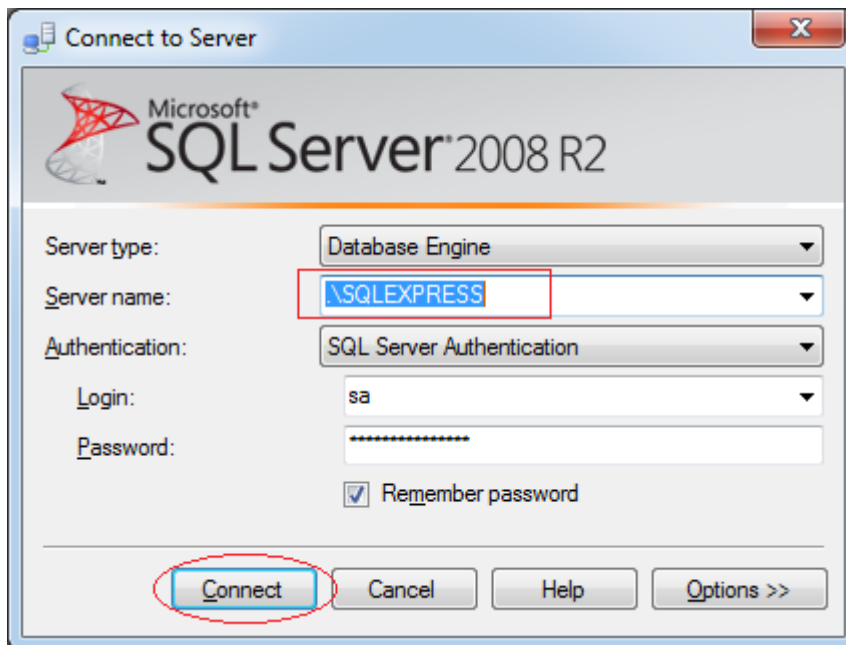 Connect to Server
Microsoft®
SQL Server® 2008 R2
Server type: Database Engine
Server name: .\SQLEXPRESS
Authentication: SQL Server Authentication
Login: sa
Password: ***************
Remember password
Connect Cancel Help Options >>